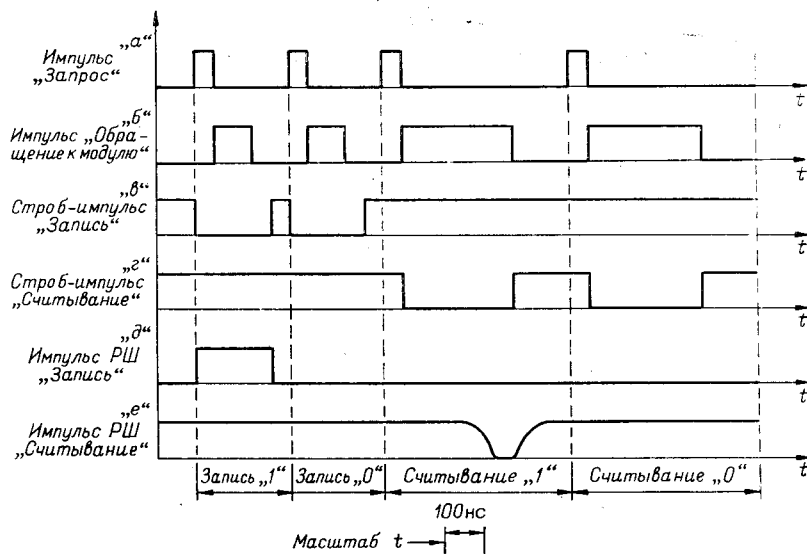 „а“
Импульс
„Запрос“
t
„б“
Импульс „Обра-
щение к модулю“
t
„в“
Строб-импульс
„Запись“
t
„г“
Строб-импульс
„Считывание“
t
„д“
Импульс РШ
„Запись“
t
„е“
Импульс РШ
„Считывание“
t
Запись „1“
Запись „0“
Считывание „1“
Считывание „0“
100нс
Масштаб t